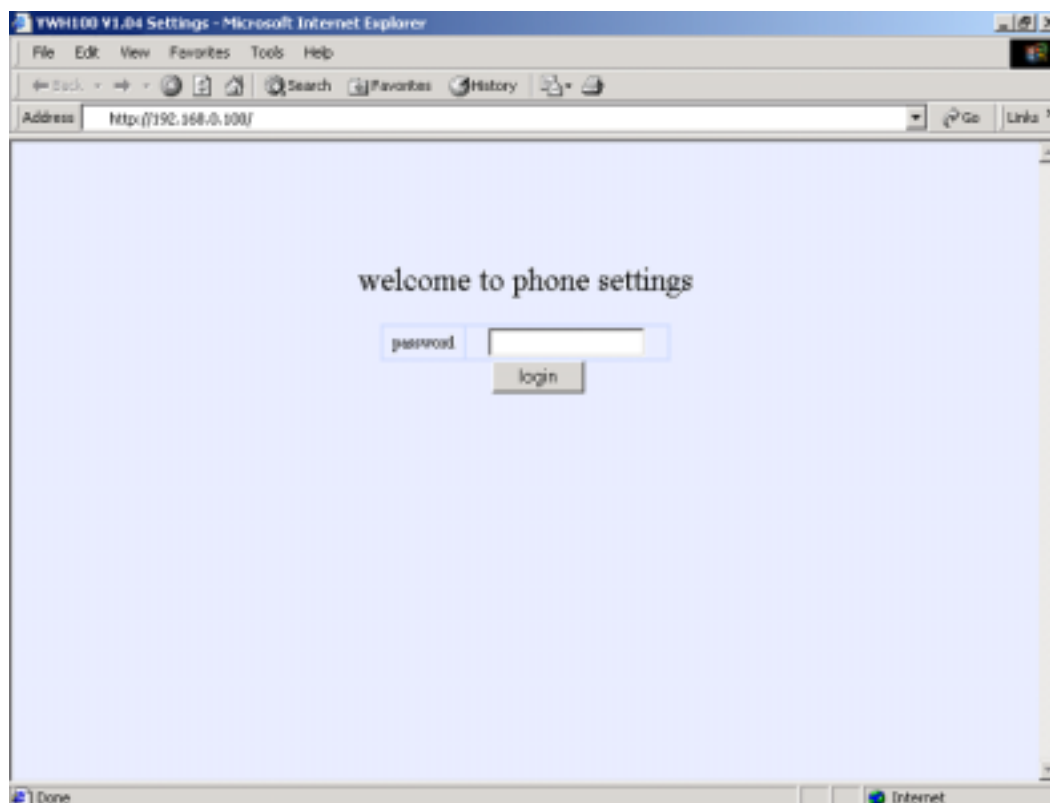 YWH100 V1.04 Settings - Microsoft Internet Explorer
File Edit View Favorites Tools Help
Back Search Favorites History
Address http://192.168.0.100/ Go Links
welcome to phone settings
password
login
Done Internet